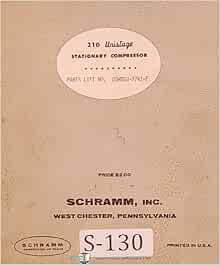 210 Unistage
STATIONARY COMPRESSOR
PARTS LIST NO.
PRICE $2.00
SCHRAMM, INC.
WEST CHESTER, PENNSYLVANIA
SCHRAMM
S-130
PRINTED IN U.S.A.